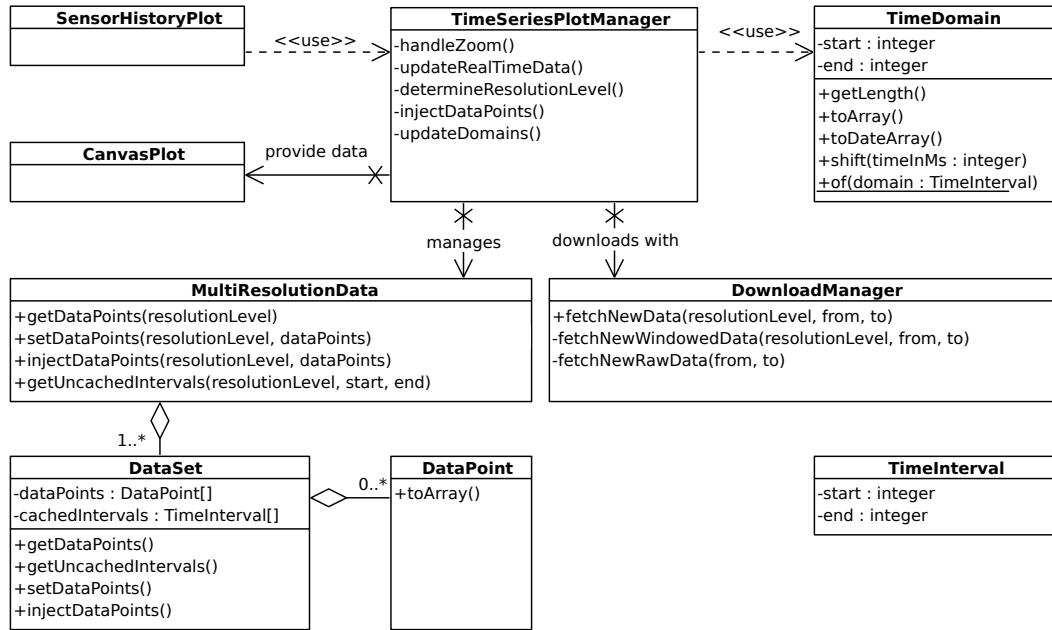 SensorHistoryPlot
<<use>>
TimeSeriesPlotManager
-handleZoom()
-updateRealTimeData()
-determineResolutionLevel()
-injectDataPoints()
-updateDomains()
<<use>>
TimeDomain
-start : integer
-end : integer
+getLength()
+toArray()
+toDateArray()
+shift(timeInMs : integer)
+of(domain : TimeInterval)
CanvasPlot
provide data
manages
downloads with
MultiResolutionData
+getDataPoints(resolutionLevel)
+setDataPoints(resolutionLevel, dataPoints)
+injectDataPoints(resolutionLevel, dataPoints)
+getUncachedIntervals(resolutionLevel, start, end)
DownloadManager
+fetchNewData(resolutionLevel, from, to)
-fetchNewWindowedData(resolutionLevel, from, to)
-fetchNewRawData(from, to)
1..*
DataSet
-dataPoints : DataPoint[]
-cachedIntervals : TimeInterval[]
+getDataPoints()
+getUncachedIntervals()
+setDataPoints()
+injectDataPoints()
0..*
DataPoint
+toArray()
TimeInterval
-start : integer
-end : integer